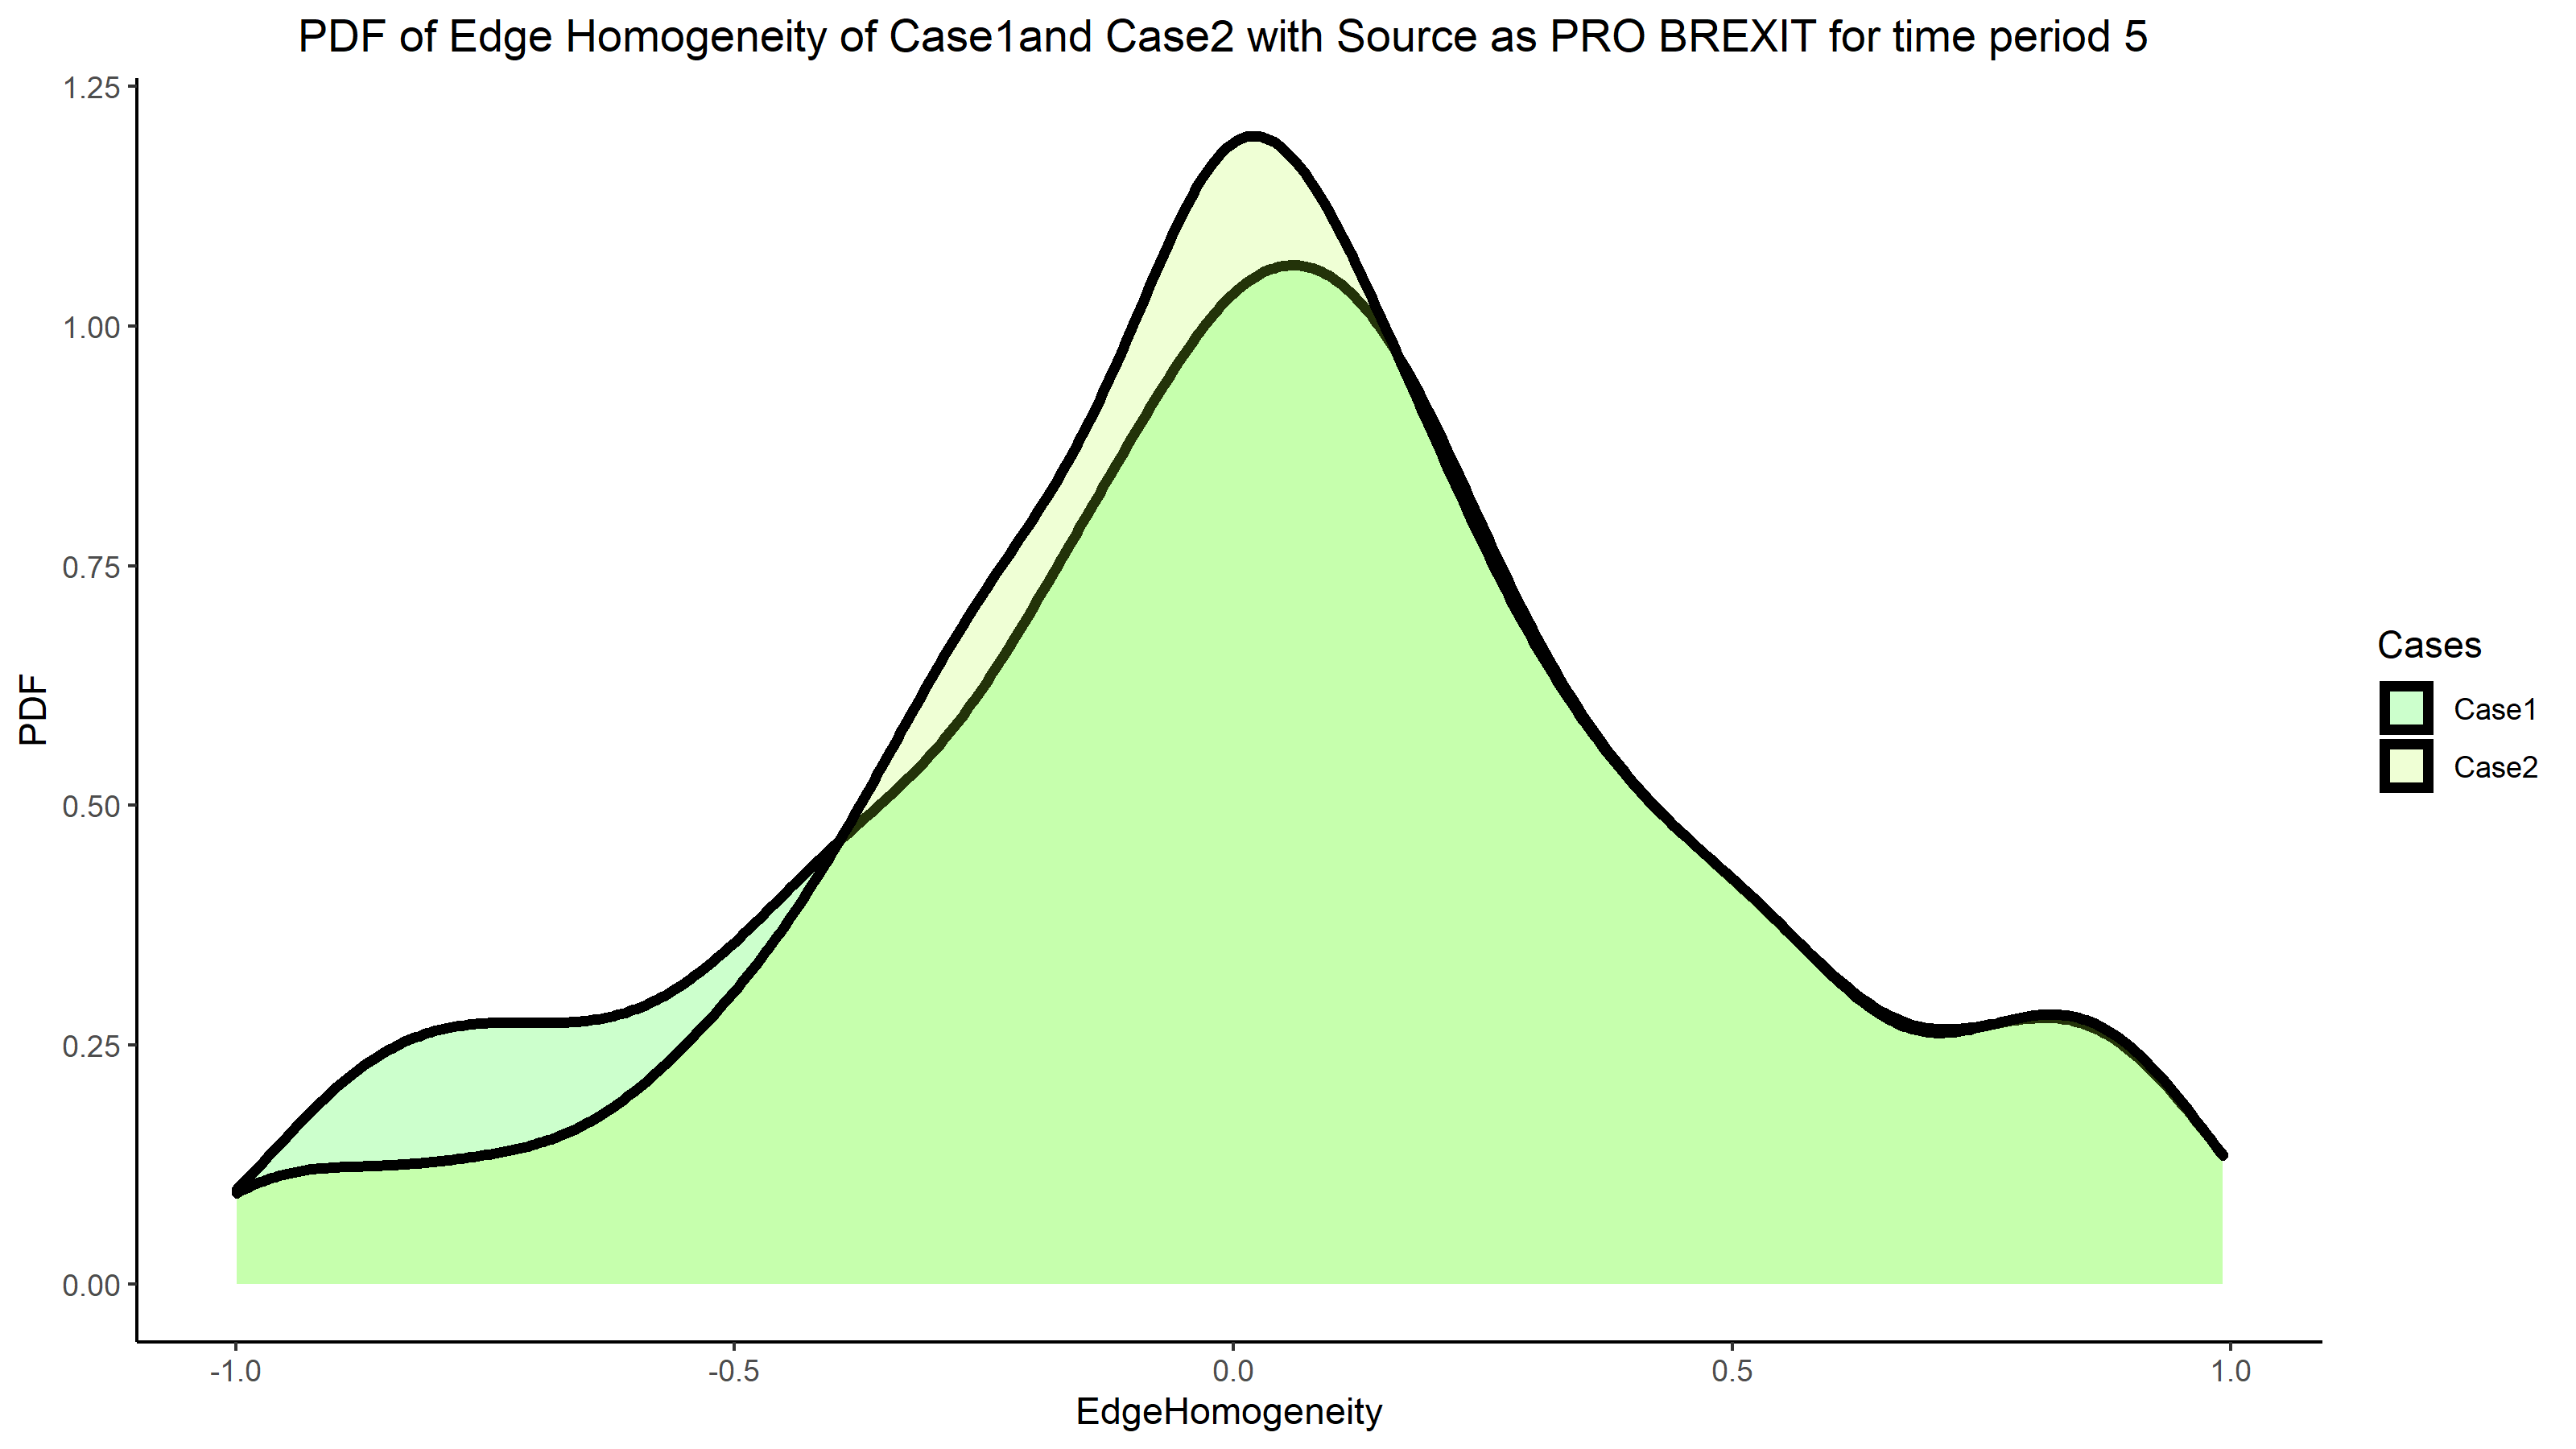 PDF of Edge Homogeneity of Case1and Case2 with Source as PRO BREXIT for time period 5
1.25
1.00
0.75
0.50
0.25
0.00
PDF
-1.0
-0.5
0.0
0.5
1.0
EdgeHomogeneity
Cases
Case1
Case2